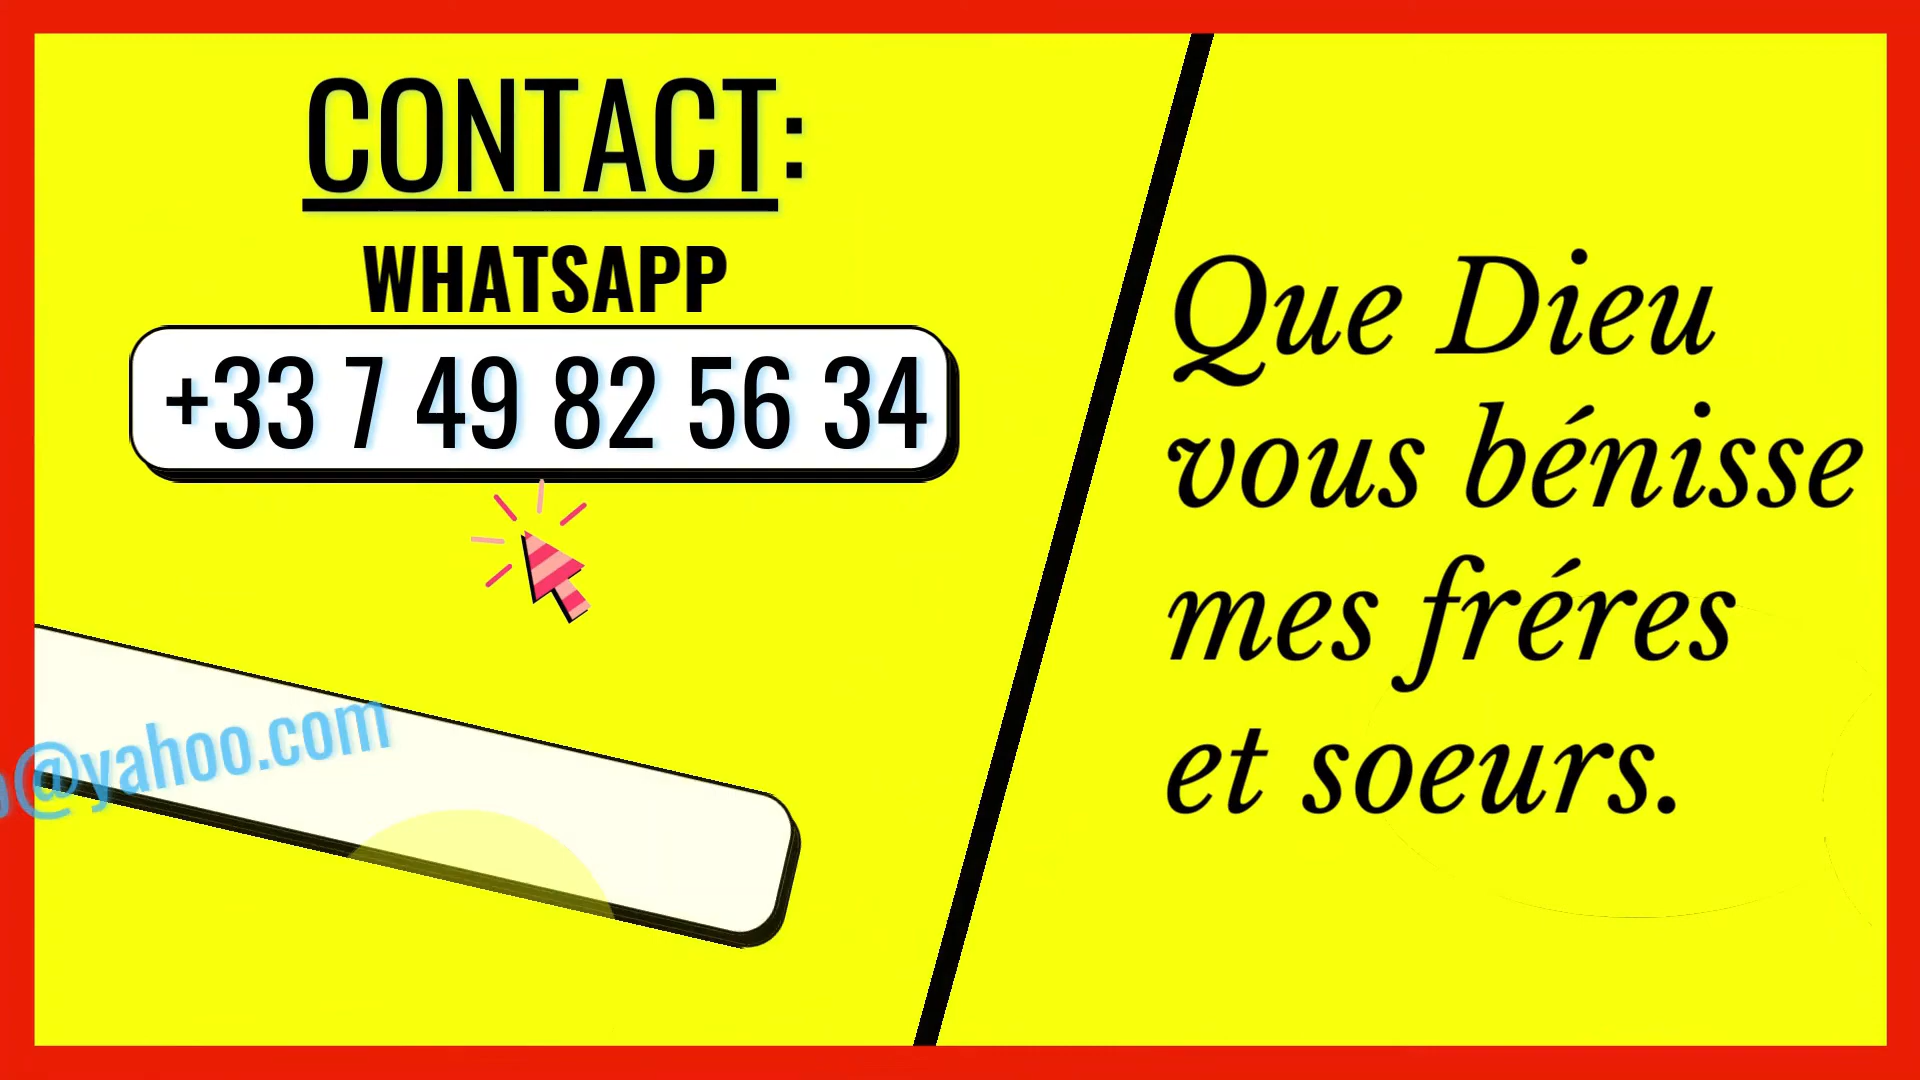 CONTACT:
WHATSAPP
+33 7 49 82 56 34
@yahoo.com
Que Dieu
vous bénisse
mes fréres
et soeurs.